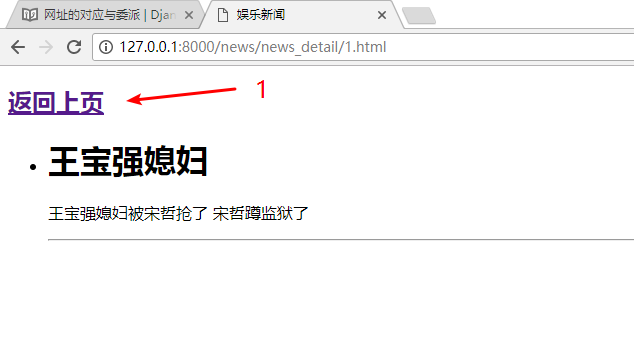 网址的对应与委派 | Djan
娱乐新闻
127.0.0.1:8000/news/news_detail/1.html
返回上页
1
王宝强媳妇
王宝强媳妇被宋哲抢了 宋哲蹲监狱了